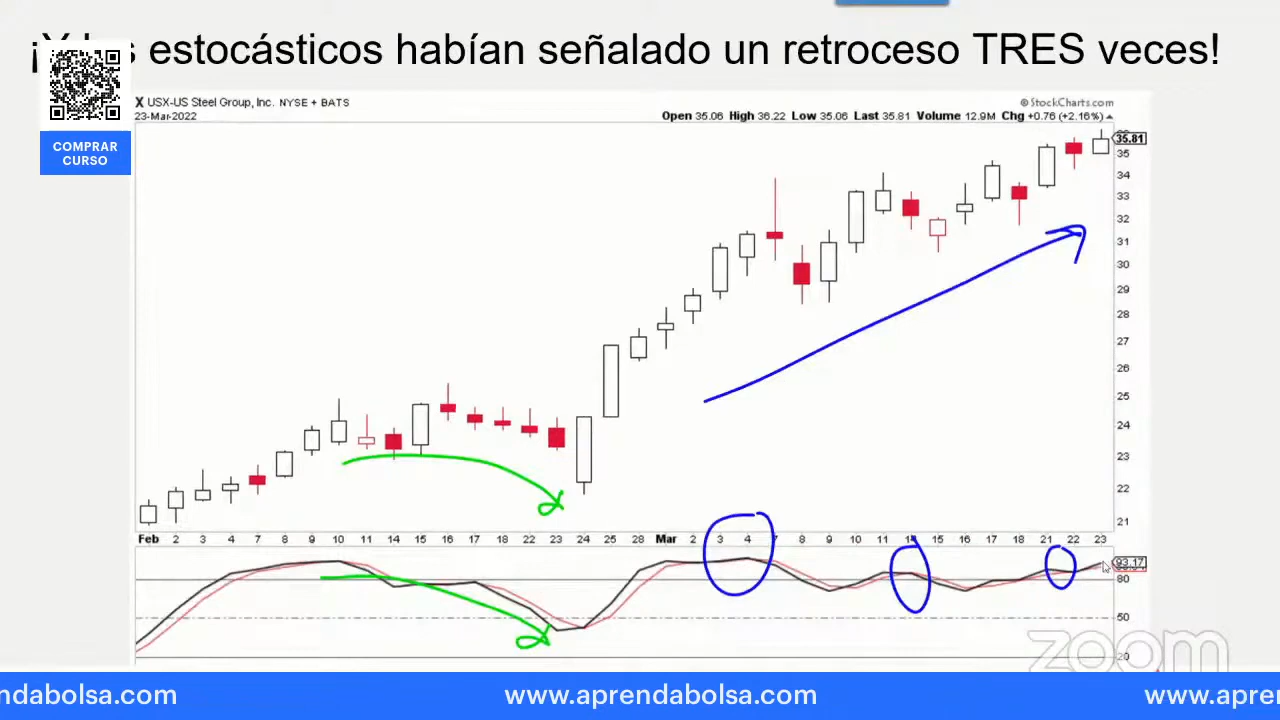 ¡Y los estocásticos habían señalado un retroceso TRES veces!
COMPRAR
CURSO
X USX-US Steel Group, Inc. NYSE + BATS
© StockCharts.com
23-Mar-2022
Open 35.06 High 36.22 Low 35.06 Last 35.81 Volume 12.9M Chg +0.76 (+2.16%)
35.81
35
34
33
32
31
30
29
28
27
26
25
24
23
22
21
Feb 2 3 4 7 8 9 10 11 14 15 16 17 18 22 23 24 25 28 Mar 2 3 4 7 8 9 10 11 14 15 16 17 18 21 22 23
93.17
80
50
20
zoom
ndabolsa.com www.aprendabolsa.com www.apren